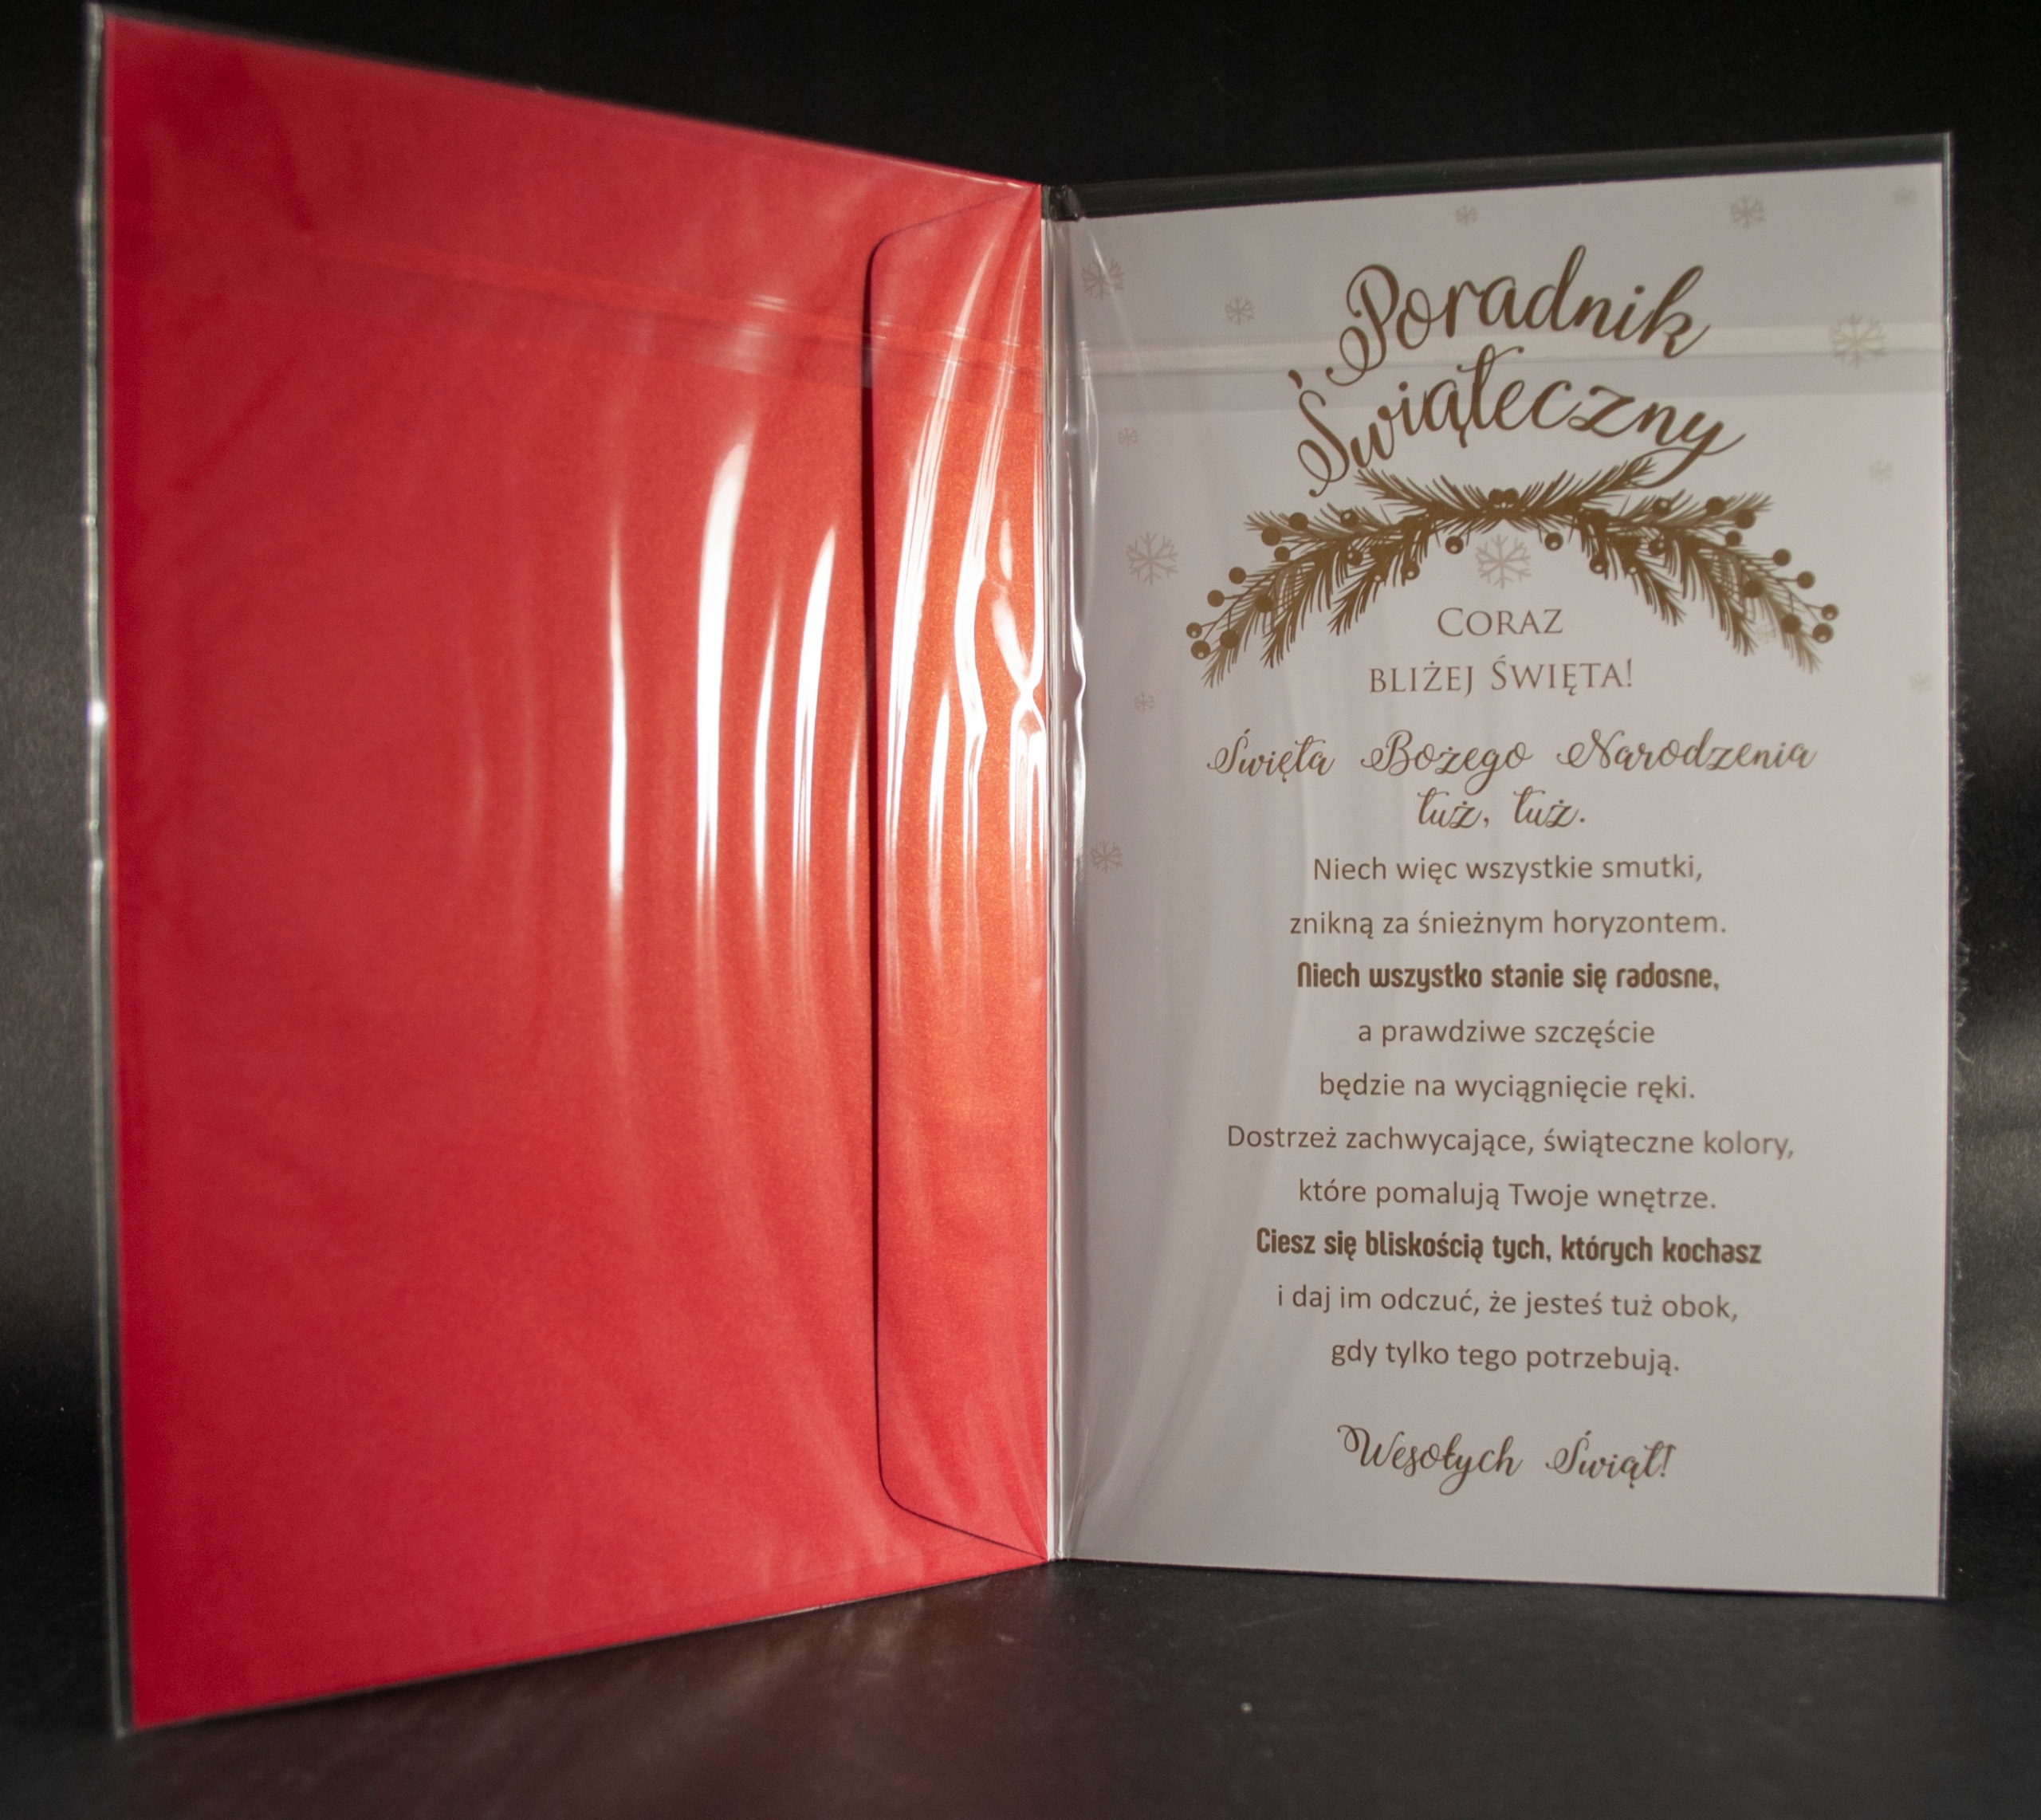 Poradnik
Świąteczny
CORAZ
BLIŻEJ ŚWIĘTA!
Święta Bożego Narodzenia
tuż, tuż.
Niech więc wszystkie smutki,
znikną za śnieżnym horyzontem.
Niech wszystko stanie się radosne,
a prawdziwe szczęście
będzie na wyciągnięcie ręki.
Dostrzeż zachwycające, świąteczne kolory,
które pomalują Twoje wnętrze.
Ciesz się bliskością tych, których kochasz
i daj im odczuć, że jesteś tuż obok,
gdy tylko tego potrzebują.
Wesołych Świąt!